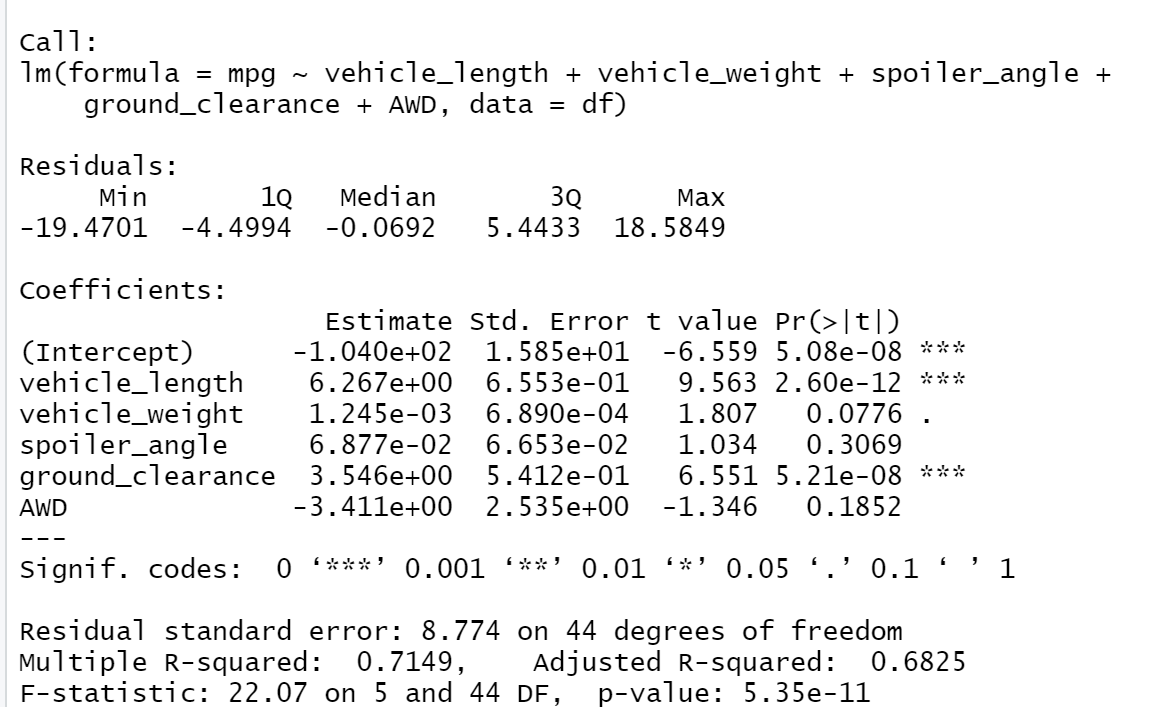 Call:
lm(formula = mpg ~ vehicle_length + vehicle_weight + spoiler_angle +
    ground_clearance + AWD, data = df)

Residuals:
     Min       1Q   Median       3Q      Max
-19.4701  -4.4994  -0.0692   5.4433  18.5849

Coefficients:
                   Estimate Std. Error t value Pr(>|t|)
(Intercept)      -1.040e+02  1.585e+01  -6.559 5.08e-08 ***
vehicle_length    6.267e+00  6.553e-01   9.563 2.60e-12 ***
vehicle_weight    1.245e-03  6.890e-04   1.807   0.0776 .
spoiler_angle     6.877e-02  6.653e-02   1.034   0.3069
ground_clearance  3.546e+00  5.412e-01   6.551 5.21e-08 ***
AWD              -3.411e+00  2.535e+00  -1.346   0.1852
---
Signif. codes:  0 ‘***’ 0.001 ‘**’ 0.01 ‘*’ 0.05 ‘.’ 0.1 ‘ ’ 1

Residual standard error: 8.774 on 44 degrees of freedom
Multiple R-squared:  0.7149,    Adjusted R-squared:  0.6825
F-statistic: 22.07 on 5 and 44 DF,  p-value: 5.35e-11